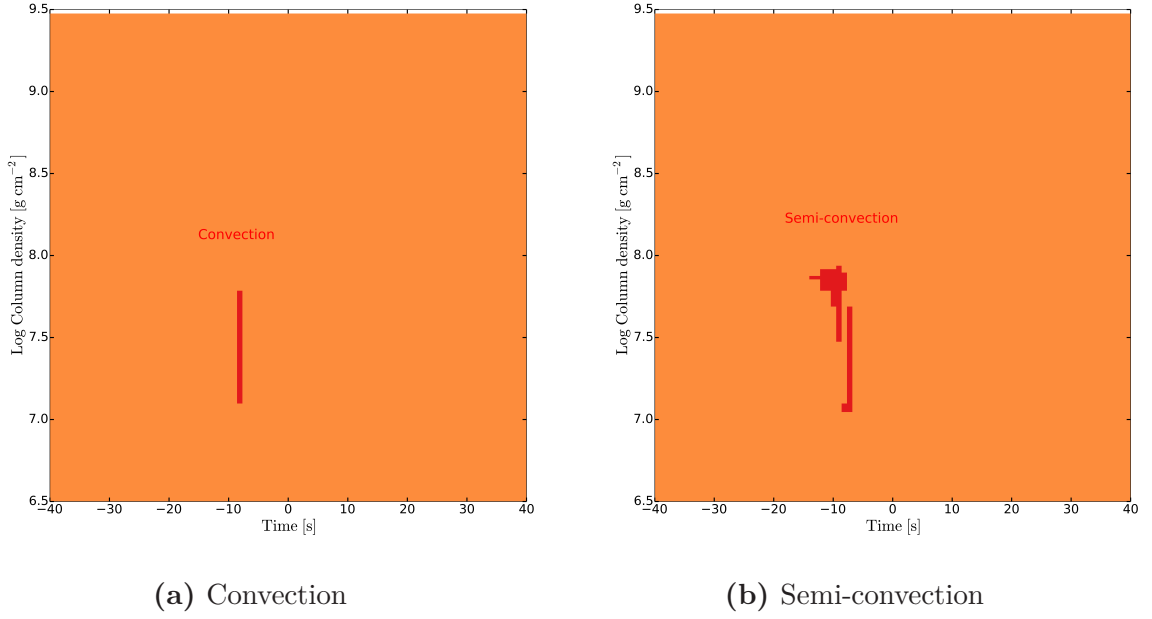 9.5
9.0
8.5
8.0
7.5
7.0
6.5
Log Column density [g cm⁻²]
Convection
−40 −30 −20 −10 0 10 20 30 40
Time [s]
(a) Convection
9.5
9.0
8.5
8.0
7.5
7.0
6.5
Log Column density [g cm⁻²]
Semi-convection
−40 −30 −20 −10 0 10 20 30 40
Time [s]
(b) Semi-convection